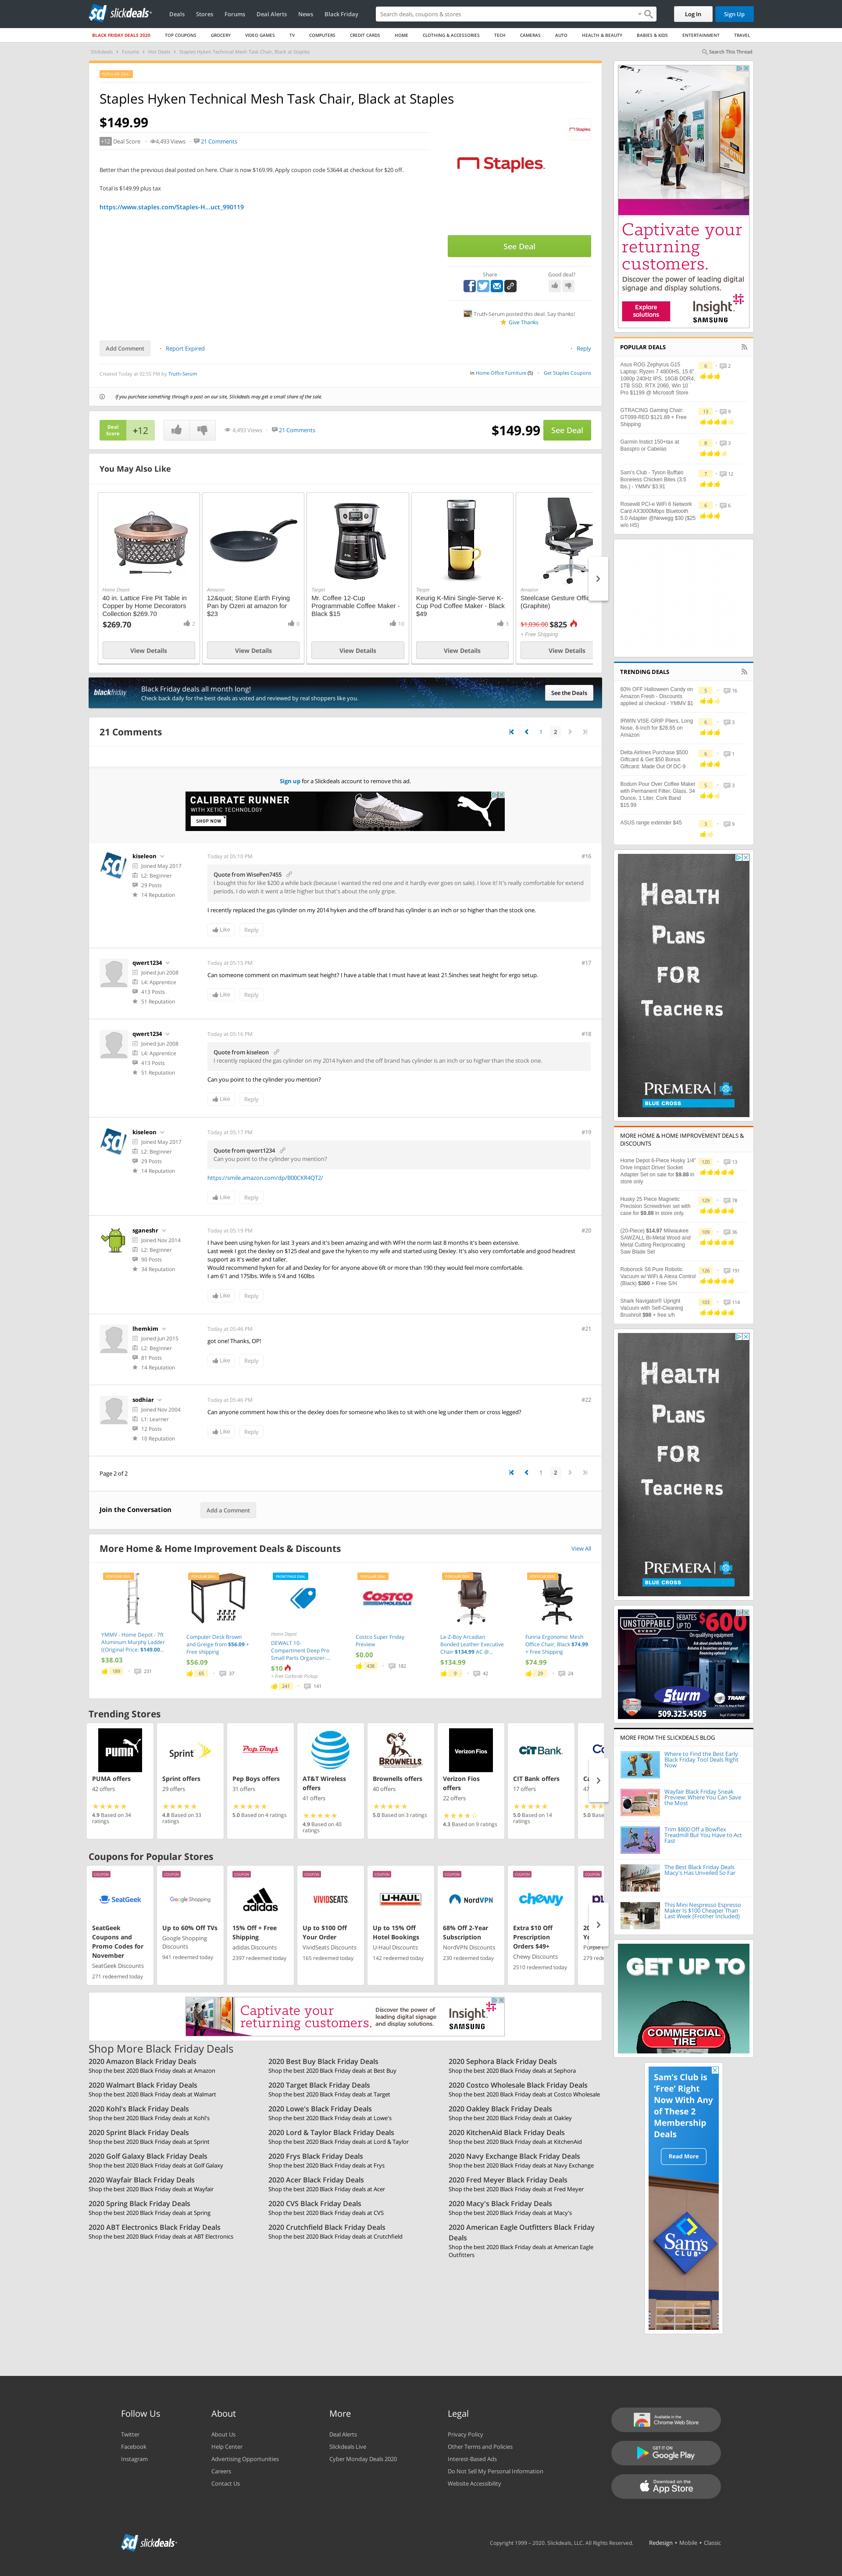 sd slickdeals
Deals Stores Forums Deal Alerts News Black Friday
Search deals, coupons & stores
Log In Sign Up
BLACK FRIDAY DEALS 2020 TOP COUPONS GROCERY VIDEO GAMES TV COMPUTERS CREDIT CARDS HOME CLOTHING & ACCESSORIES TECH CAMERAS AUTO HEALTH & BEAUTY BABIES & KIDS ENTERTAINMENT TRAVEL
Slickdeals Forums Hot Deals Staples Hyken Technical Mesh Task Chair, Black at Staples
Search This Thread
POPULAR DEAL
Staples Hyken Technical Mesh Task Chair, Black at Staples
$149.99
+12 Deal Score 4,493 Views 21 Comments
Better than the previous deal posted on here. Chair is now $169.99. Apply coupon code 53644 at checkout for $20 off.
Total is $149.99 plus tax
https://www.staples.com/Staples-H...uct_990119
Staples
Staples.
See Deal
Share Good deal?
Truth-Serum posted this deal. Say thanks!
Give Thanks
Add Comment Report Expired Reply
Created Today at 02:55 PM by Truth-Serum
in Home Office Furniture (5) Get Staples Coupons
If you purchase something through a post on our site, Slickdeals may get a small share of the sale.
Deal Score +12 4,493 Views 21 Comments $149.99 See Deal
You May Also Like
Home Depot
40 in. Lattice Fire Pit Table in Copper by Home Decorators Collection $269.70
$269.70 2
View Details
Amazon
12&quot; Stone Earth Frying Pan by Ozeri at amazon for $23
0
View Details
Target
Mr. Coffee 12-Cup Programmable Coffee Maker - Black $15
10
View Details
Target
Keurig K-Mini Single-Serve K-Cup Pod Coffee Maker - Black $49
View Details
Amazon
Steelcase Gesture Offi
(Graphite)
$1,036.00 $825
+ Free Shipping
View Details
blackfriday
Black Friday deals all month long!
Check back daily for the best deals as voted and reviewed by real shoppers like you.
See the Deals
21 Comments 1 2
Sign up for a Slickdeals account to remove this ad.
CALIBRATE RUNNER
WITH XETIC TECHNOLOGY
SHOP NOW
kiseleon
Joined May 2017
L2: Beginner
29 Posts
14 Reputation
Today at 05:10 PM #16
Quote from WisePen7455
I bought this for like $200 a while back (because I wanted the red one and it hardly ever goes on sale). I love it! It's really comfortable for extend periods. I do wish it went a little higher but that's about the only gripe.
I recently replaced the gas cylinder on my 2014 hyken and the off brand has cylinder is an inch or so higher than the stock one.
Like Reply
qwert1234
Joined Jun 2008
L4: Apprentice
413 Posts
51 Reputation
Today at 05:15 PM #17
Can someone comment on maximum seat height? I have a table that I must have at least 21.5inches seat height for ergo setup.
Like Reply
qwert1234
Joined Jun 2008
L4: Apprentice
413 Posts
51 Reputation
Today at 05:16 PM #18
Quote from kiseleon
I recently replaced the gas cylinder on my 2014 hyken and the off brand has cylinder is an inch or so higher than the stock one.
Can you point to the cylinder you mention?
Like Reply
kiseleon
Joined May 2017
L2: Beginner
29 Posts
14 Reputation
Today at 05:17 PM #19
Quote from qwert1234
Can you point to the cylinder you mention?
https://smile.amazon.com/dp/B00CXR4QT2/
Like Reply
sganeshr
Joined Nov 2014
L2: Beginner
90 Posts
34 Reputation
Today at 05:19 PM #20
I have been using hyken for last 3 years and it's been amazing and with WFH the norm last 8 months it's been extensive.
Last week I got the dexley on $125 deal and gave the hyken to my wife and started using Dexley. It's also very comfortable and good headrest support as it's wider and taller.
Would recommend hyken for all and Dexley for for anyone above 6ft or more than 190 they would feel more comfortable.
I am 6'1 and 175lbs. Wife is 5'4 and 160lbs
Like Reply
lhemkim
Joined Jun 2015
L2: Beginner
81 Posts
14 Reputation
Today at 05:46 PM #21
got one! Thanks, OP!
Like Reply
sodhiar
Joined Nov 2004
L1: Learner
12 Posts
10 Reputation
Today at 05:46 PM #22
Can anyone comment how this or the dexley does for someone who likes to sit with one leg under them or cross legged?
Like Reply
Page 2 of 2 1 2
Join the Conversation Add a Comment
More Home & Home Improvement Deals & Discounts View All
POPULAR DEAL
YMMV - Home Depot - 7ft Aluminum Murphy Ladder ((Original Price: $149.00...
$38.03
189 231
POPULAR DEAL
Computer Desk Brown and Greige from $56.09 + Free shipping
$56.09
65 37
FRONTPAGE DEAL
Home Depot
DEWALT 10-Compartment Deep Pro Small Parts Organizer-...
$10
+ Free Curbside Pickup
241 141
POPULAR DEAL
COSTCO WHOLESALE
Costco Super Friday Preview
$0.00
438 182
POPULAR DEAL
La-Z-Boy Arcadian Bonded Leather Executive Chair $134.99 AC @...
$134.99
9 42
POPULAR DEAL
Funria Ergonomic Mesh Office Chair, Black $74.99 + Free Shipping
$74.99
29 24
Trending Stores
PUMA
PUMA offers
42 offers
4.9 Based on 34 ratings
Sprint
Sprint offers
29 offers
4.8 Based on 53 ratings
Pep Boys
Pep Boys offers
31 offers
5.0 Based on 4 ratings
AT&T Wireless offers
41 offers
4.9 Based on 40 ratings
BROWNELLS
Brownells offers
40 offers
5.0 Based on 3 ratings
Verizon Fios
Verizon Fios offers
22 offers
4.3 Based on 9 ratings
CIT Bank.
CIT Bank offers
17 offers
5.0 Based on 14 ratings
Coupons for Popular Stores
COUPON
SeatGeek
SeatGeek Coupons and Promo Codes for November
SeatGeek Discounts
271 redeemed today
COUPON
Google Shopping
Up to 60% Off TVs
Google Shopping Discounts
941 redeemed today
COUPON
adidas
15% Off + Free Shipping
adidas Discounts
2397 redeemed today
COUPON
VIVIDSEATS.
Up to $100 Off Your Order
VividSeats Discounts
165 redeemed today
COUPON
U-HAUL
Up to 15% Off Hotel Bookings
U-Haul Discounts
142 redeemed today
COUPON
NordVPN
68% Off 2-Year Subscription
NordVPN Discounts
230 redeemed today
COUPON
chewy
Extra $10 Off Prescription Orders $49+
Chewy Discounts
2510 redeemed today
COUPON
Captivate your returning customers.
Discover the power of leading digital signage and display solutions.
Insight
SAMSUNG
Shop More Black Friday Deals
2020 Amazon Black Friday Deals
Shop the best 2020 Black Friday deals at Amazon
2020 Walmart Black Friday Deals
Shop the best 2020 Black Friday deals at Walmart
2020 Kohl's Black Friday Deals
Shop the best 2020 Black Friday deals at Kohl's
2020 Sprint Black Friday Deals
Shop the best 2020 Black Friday deals at Sprint
2020 Golf Galaxy Black Friday Deals
Shop the best 2020 Black Friday deals at Golf Galaxy
2020 Wayfair Black Friday Deals
Shop the best 2020 Black Friday deals at Wayfair
2020 Spring Black Friday Deals
Shop the best 2020 Black Friday deals at Spring
2020 ABT Electronics Black Friday Deals
Shop the best 2020 Black Friday deals at ABT Electronics
2020 Best Buy Black Friday Deals
Shop the best 2020 Black Friday deals at Best Buy
2020 Target Black Friday Deals
Shop the best 2020 Black Friday deals at Target
2020 Lowe's Black Friday Deals
Shop the best 2020 Black Friday deals at Lowe's
2020 Lord & Taylor Black Friday Deals
Shop the best 2020 Black Friday deals at Lord & Taylor
2020 Frys Black Friday Deals
Shop the best 2020 Black Friday deals at Frys
2020 Acer Black Friday Deals
Shop the best 2020 Black Friday deals at Acer
2020 CVS Black Friday Deals
Shop the best 2020 Black Friday deals at CVS
2020 Crutchfield Black Friday Deals
Shop the best 2020 Black Friday deals at Crutchfield
2020 Sephora Black Friday Deals
Shop the best 2020 Black Friday deals at Sephora
2020 Costco Wholesale Black Friday Deals
Shop the best 2020 Black Friday deals at Costco Wholesale
2020 Oakley Black Friday Deals
Shop the best 2020 Black Friday deals at Oakley
2020 KitchenAid Black Friday Deals
Shop the best 2020 Black Friday deals at KitchenAid
2020 Navy Exchange Black Friday Deals
Shop the best 2020 Black Friday deals at Navy Exchange
2020 Fred Meyer Black Friday Deals
Shop the best 2020 Black Friday deals at Fred Meyer
2020 Macy's Black Friday Deals
Shop the best 2020 Black Friday deals at Macy's
2020 American Eagle Outfitters Black Friday Deals
Shop the best 2020 Black Friday deals at American Eagle Outfitters
Captivate your returning customers.
Discover the power of leading digital signage and display solutions.
Explore solutions
Insight
SAMSUNG
POPULAR DEALS
Asus ROG Zephyrus G15 Laptop: Ryzen 7 4800HS, 15.6" 1080p 240Hz IPS, 16GB DDR4, 1TB SSD, RTX 2060, Win 10 Pro $1199 @ Microsoft Store
6 2
GTRACING Gaming Chair: GT099-RED $121.89 + Free Shipping
13 9
Garmin Instict 150+tax at Basspro or Cabelas
8 3
Sam's Club - Tyson Buffalo Boneless Chicken Bites (3.5 lbs.) - YMMV $3.91
7 12
Rosewill PCI-e WiFi 6 Network Card AX3000Mbps Bluetooth 5.0 Adapter @Newegg $30 ($25 w/o HS)
6 6
TRENDING DEALS
60% OFF Halloween Candy on Amazon Fresh - Discounts applied at checkout - YMMV $1
5 16
IRWIN VISE-GRIP Pliers, Long Nose, 6-Inch for $28.65 on Amazon
6 3
Delta Airlines Purchase $500 Giftcard & Get $50 Bonus Giftcard: Made Out Of DC-9
6 1
Bodum Pour Over Coffee Maker with Permanent Filter, Glass, 34 Ounce, 1 Liter, Cork Band $15.99
5 3
ASUS range extender $45
3 9
Health Plans for Teachers
PREMERA
BLUE CROSS
MORE HOME & HOME IMPROVEMENT DEALS & DISCOUNTS
Home Depot 6-Piece Husky 1/4" Drive Impact Driver Socket Adapter Set on sale for $9.88 in store only
120 13
Husky 25 Piece Magnetic Precision Screwdriver set with case for $9.88 in store only.
129 78
(20-Piece) $14.97 Milwaukee SAWZALL Bi-Metal Wood and Metal Cutting Reciprocating Saw Blade Set
109 36
Roborock S6 Pure Robotic Vacuum w/ WiFi & Alexa Control (Black) $360 + Free S/H
126 191
Shark Navigator® Upright Vacuum with Self-Cleaning Brushroll $98 + free s/h
103 114
Health Plans for Teachers
PREMERA
BLUE CROSS
UNSTOPPABLE
REBATES UP TO $600
On qualifying equipment
Sturm
TRANE
509.325.4505
MORE FROM THE SLICKDEALS BLOG
Where to Find the Best Early Black Friday Tool Deals Right Now
Wayfair Black Friday Sneak Preview: Where You Can Save the Most
Trim $800 Off a Bowflex Treadmill But You Have to Act Fast
The Best Black Friday Deals Macy's Has Unveiled So Far
This Mini Nespresso Espresso Maker Is $100 Cheaper Than Last Week (Frother Included)
GET UP TO
COMMERCIAL TIRE
Sam's Club is 'Free' Right Now With Any of These 2 Membership Deals
Read More
Sam's CLUB
Follow Us
Twitter
Facebook
Instagram
About
About Us
Help Center
Advertising Opportunities
Careers
Contact Us
More
Deal Alerts
Slickdeals Live
Cyber Monday Deals 2020
Legal
Privacy Policy
Other Terms and Policies
Interest-Based Ads
Do Not Sell My Personal Information
Website Accessibility
Available in the Chrome Web Store
GET IT ON Google Play
Download on the App Store
sd slickdeals
Copyright 1999 – 2020. Slickdeals, LLC. All Rights Reserved. Redesign • Mobile • Classic